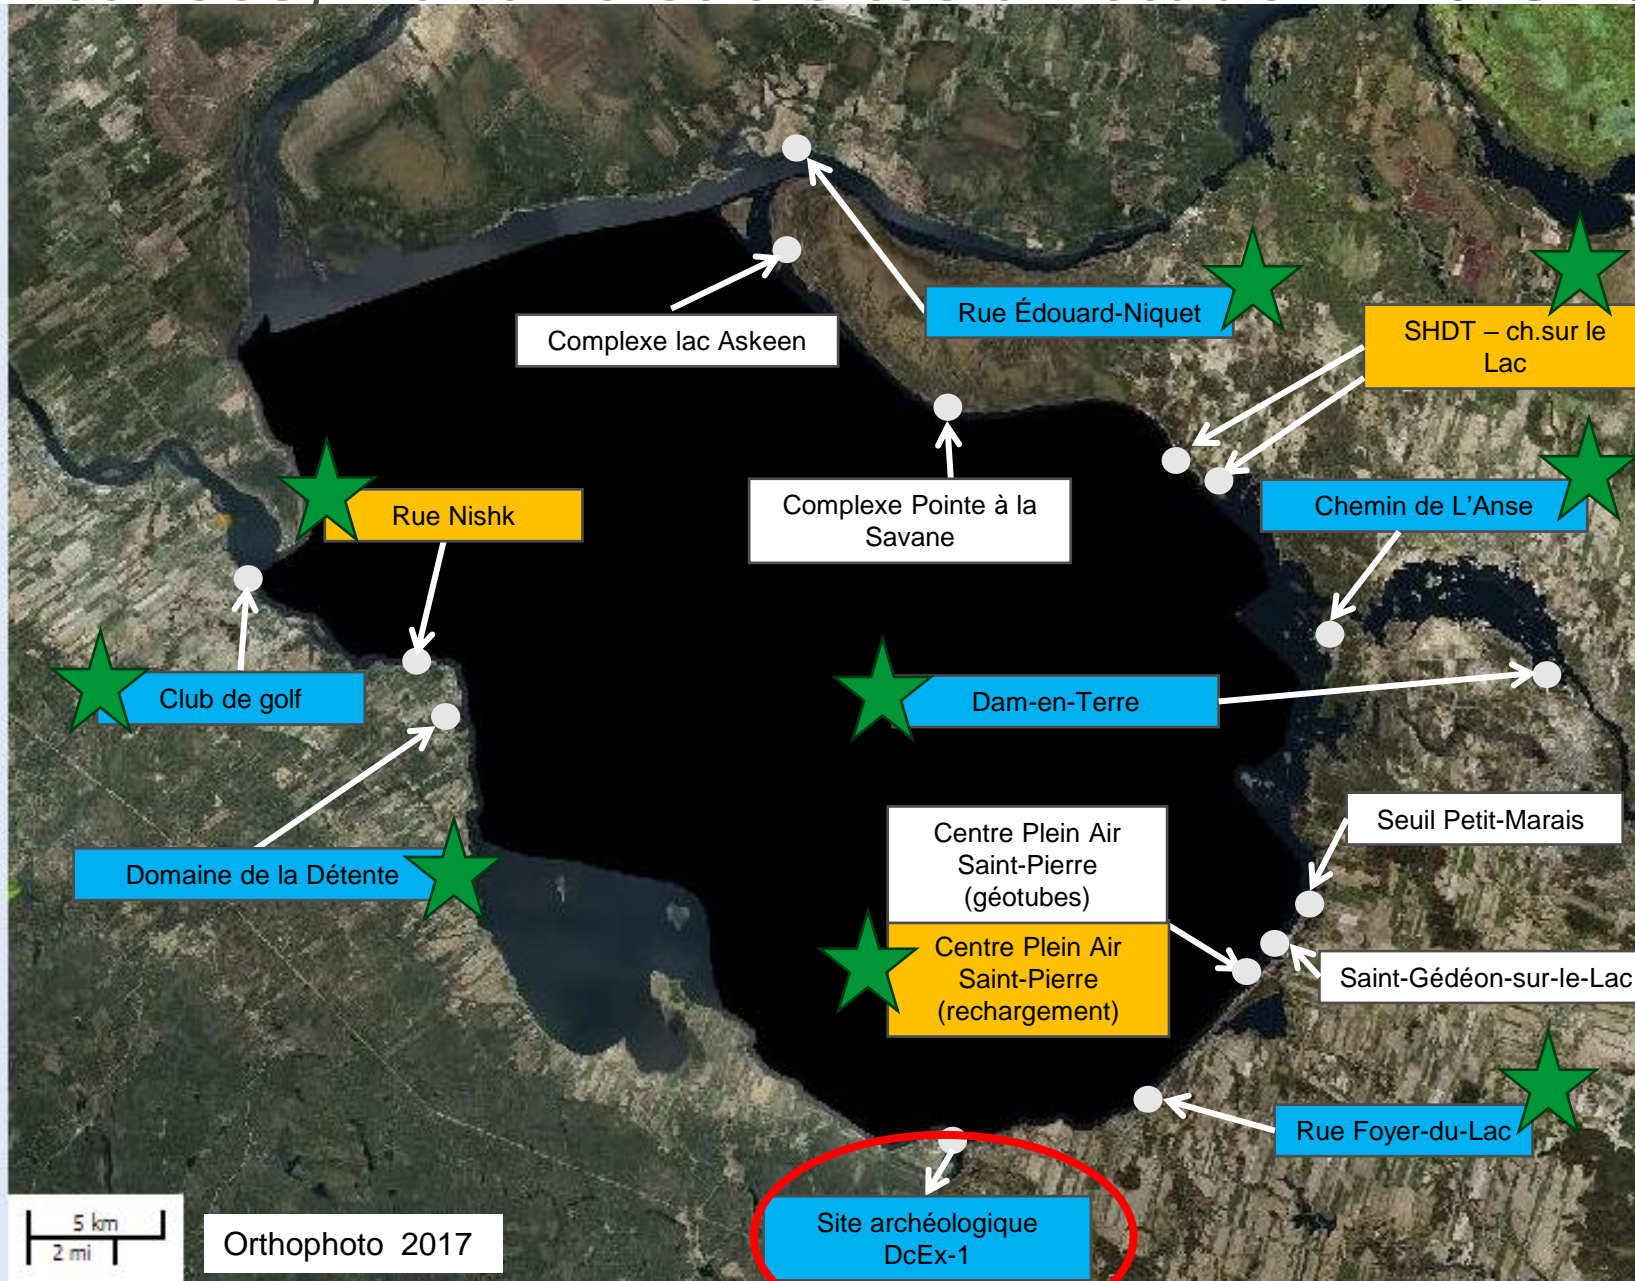 Rue Édouard-Niquet
Complexe lac Askeen
SHDT – ch.sur le
Lac
Rue Nishk
Complexe Pointe à la
Savane
Chemin de L'Anse
Club de golf
Dam-en-Terre
Domaine de la Détente
Centre Plein Air
Saint-Pierre
(géotubes)
Seuil Petit-Marais
Centre Plein Air
Saint-Pierre
(rechargement)
Saint-Gédéon-sur-le-Lac
Rue Foyer-du-Lac
Site archéologique
DcEx-1
5 km
2 mi
Orthophoto 2017